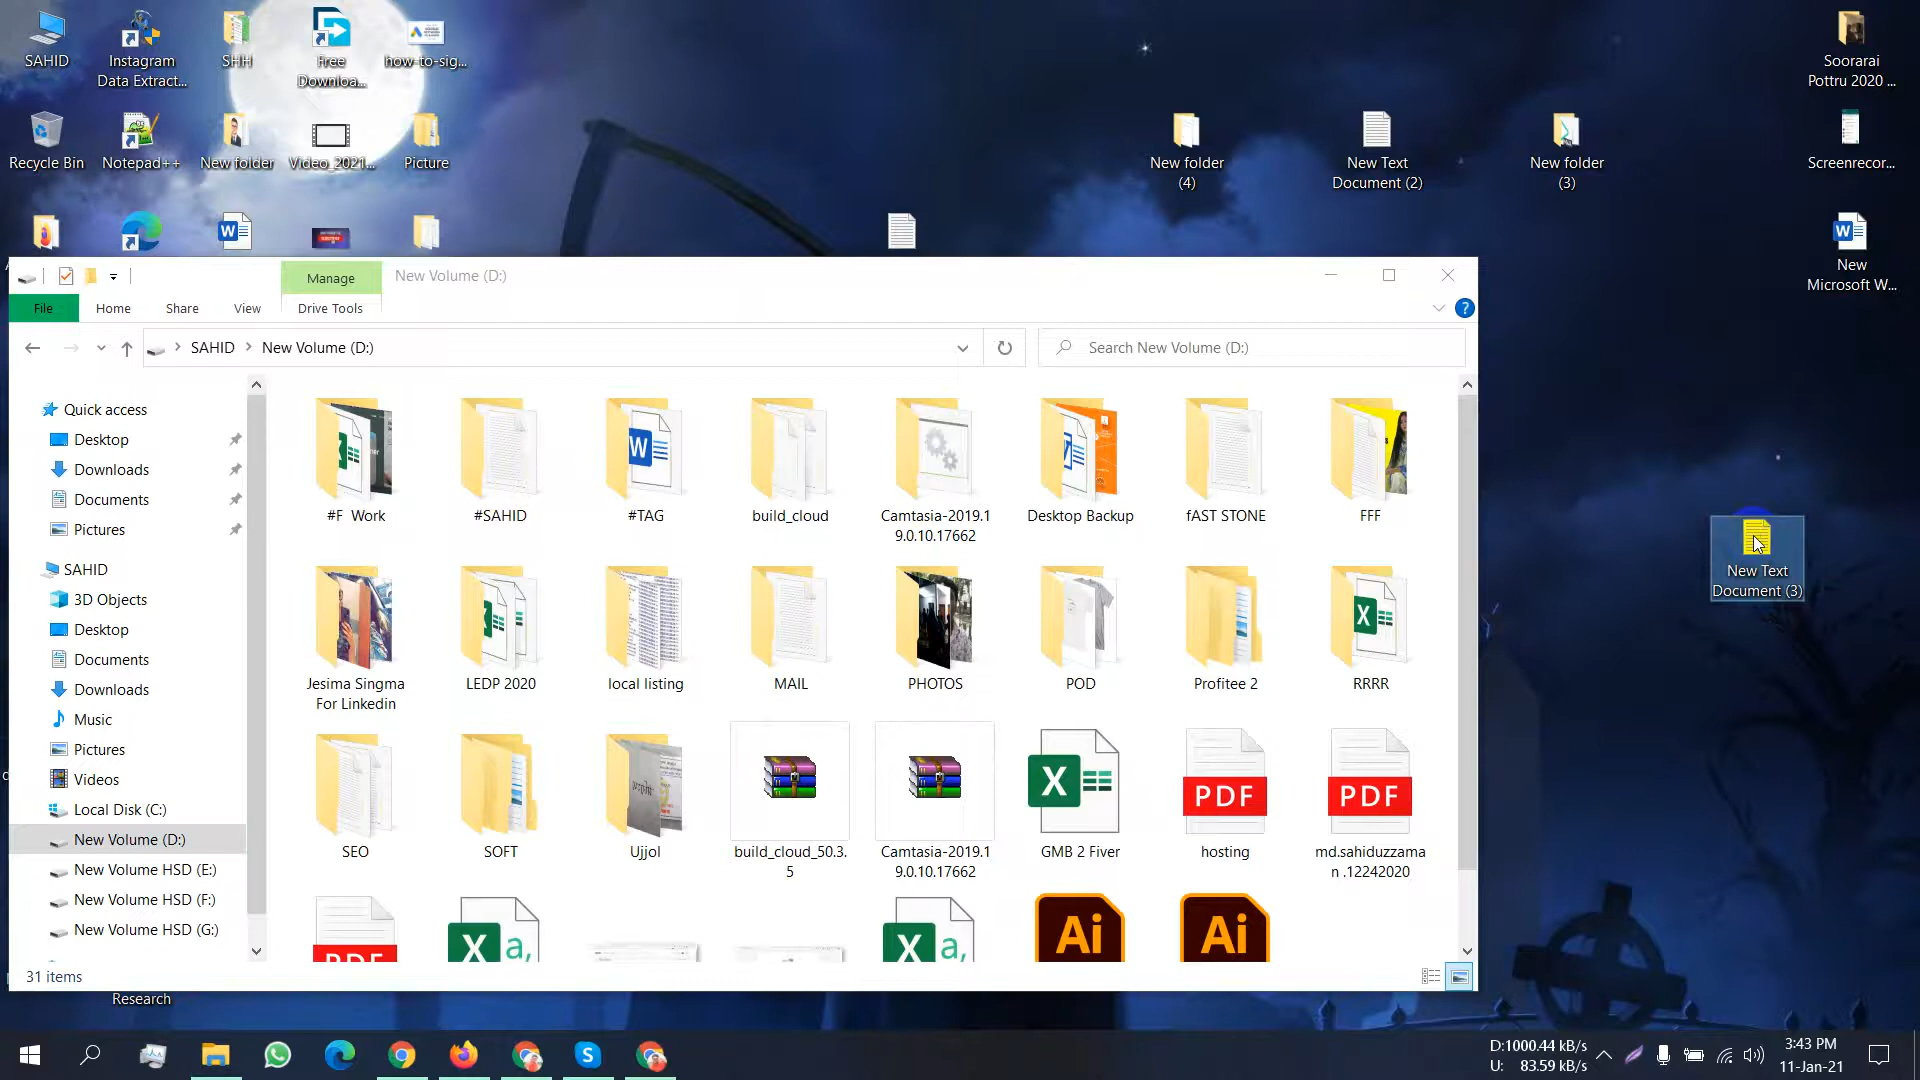 SAHID
Instagram
Data Extract...
SHH
Free
Downloa...
how-to-sig...
Soorarai
Pottru 2020 ...
Recycle Bin
Notepad++
New folder
Video_2021...
Picture
New folder
(4)
New Text
Document (2)
New folder
(3)
Screenrecor...
New
Microsoft W...
Manage
New Volume (D:)
File
Home
Share
View
Drive Tools
SAHID
New Volume (D:)
Search New Volume (D:)
Quick access
Desktop
Downloads
Documents
Pictures
SAHID
3D Objects
Desktop
Documents
Downloads
Music
Pictures
Videos
Local Disk (C:)
New Volume (D:)
New Volume HSD (E:)
New Volume HSD (F:)
New Volume HSD (G:)
#F Work
#SAHID
#TAG
build_cloud
Camtasia-2019.1
9.0.10.17662
Desktop Backup
fAST STONE
FFF
Jesima Singma
For Linkedin
LEDP 2020
local listing
MAIL
PHOTOS
POD
Profitee 2
RRRR
PDF
PDF
SEO
SOFT
Ujjol
build_cloud_50.3.
5
Camtasia-2019.1
9.0.10.17662
GMB 2 Fiver
hosting
md.sahiduzzama
n .12242020
PDF
Ai
Ai
31 items
New Text
Document (3)
Research
D:1000.44 kB/s
U: 83.59 kB/s
3:43 PM
11-Jan-21